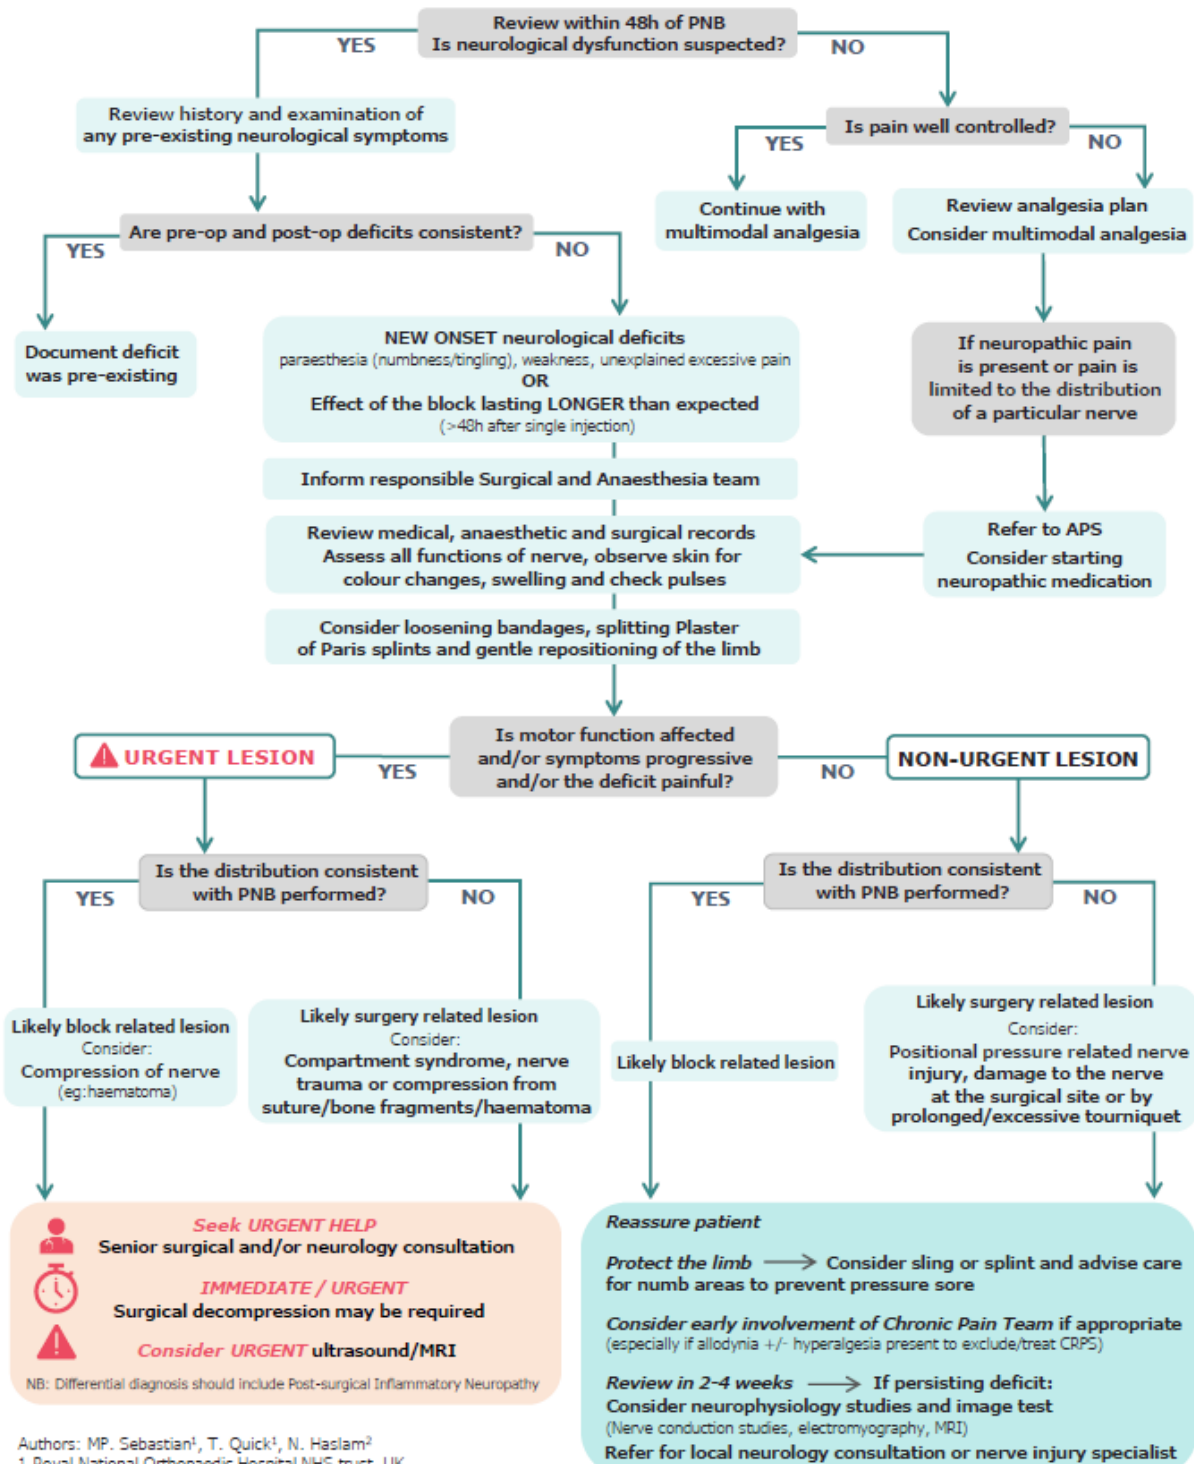 Review within 48h of PNB
Is neurological dysfunction suspected?
YES
NO
Review history and examination of
any pre-existing neurological symptoms
Is pain well controlled?
YES
NO
Continue with
multimodal analgesia
Review analgesia plan
Consider multimodal analgesia
Are pre-op and post-op deficits consistent?
YES
NO
Document deficit
was pre-existing
NEW ONSET neurological deficits
paraesthesia (numbness/tingling), weakness, unexplained excessive pain
OR
Effect of the block lasting LONGER than expected
(>48h after single injection)
If neuropathic pain
is present or pain is
limited to the distribution
of a particular nerve
Inform responsible Surgical and Anaesthesia team
Review medical, anaesthetic and surgical records
Assess all functions of nerve, observe skin for
colour changes, swelling and check pulses
Refer to APS
Consider starting
neuropathic medication
Consider loosening bandages, splitting Plaster
of Paris splints and gentle repositioning of the limb
Is motor function affected
and/or symptoms progressive
and/or the deficit painful?
YES
NO
URGENT LESION
NON-URGENT LESION
Is the distribution consistent
with PNB performed?
YES
NO
Is the distribution consistent
with PNB performed?
YES
NO
Likely block related lesion
Consider:
Compression of nerve
(eg:haematoma)
Likely surgery related lesion
Consider:
Compartment syndrome, nerve
trauma or compression from
suture/bone fragments/haematoma
Likely block related lesion
Likely surgery related lesion
Consider:
Positional pressure related nerve
injury, damage to the nerve
at the surgical site or by
prolonged/excessive tourniquet
Seek URGENT HELP
Senior surgical and/or neurology consultation
IMMEDIATE / URGENT
Surgical decompression may be required
Consider URGENT ultrasound/MRI
NB: Differential diagnosis should include Post-surgical Inflammatory Neuropathy
Reassure patient
Protect the limb → Consider sling or splint and advise care
for numb areas to prevent pressure sore
Consider early involvement of Chronic Pain Team if appropriate
(especially if allodynia +/- hyperalgesia present to exclude/treat CRPS)
Review in 2-4 weeks → If persisting deficit:
Consider neurophysiology studies and image test
(Nerve conduction studies, electromyography, MRI)
Refer for local neurology consultation or nerve injury specialist
Authors: MP. Sebastian¹, T. Quick¹, N. Haslam²
1 Royal National Orthopaedic Hospital NHS trust, UK